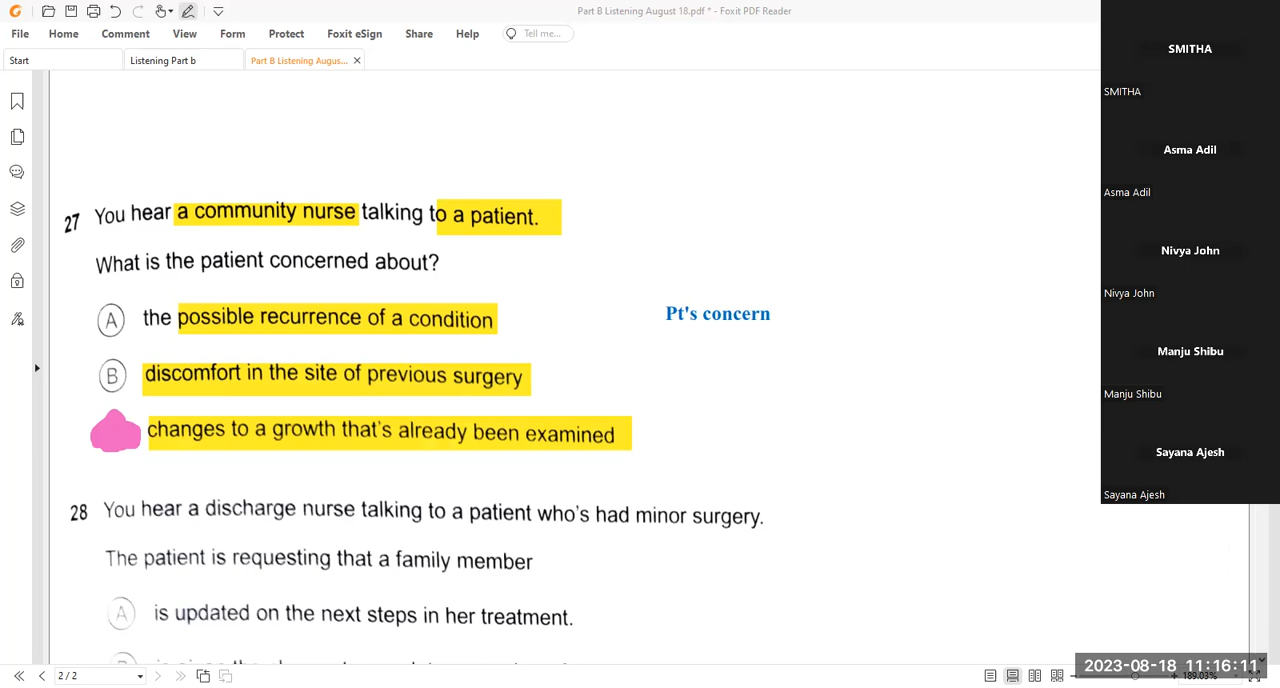 Part B Listening August 18.pdf * - Foxit PDF Reader
File Home Comment View Form Protect Foxit eSign Share Help Tell me...
Start Listening Part b Part B Listening Augus...
27 You hear a community nurse talking to a patient.
What is the patient concerned about?
A the possible recurrence of a condition
Pt's concern
B discomfort in the site of previous surgery
changes to a growth that's already been examined
28 You hear a discharge nurse talking to a patient who's had minor surgery.
The patient is requesting that a family member
A is updated on the next steps in her treatment.
SMITHA
SMITHA
Asma Adil
Asma Adil
Nivya John
Nivya John
Manju Shibu
Manju Shibu
Sayana Ajesh
Sayana Ajesh
2 / 2
2023-08-18 11:16:11
189.03%